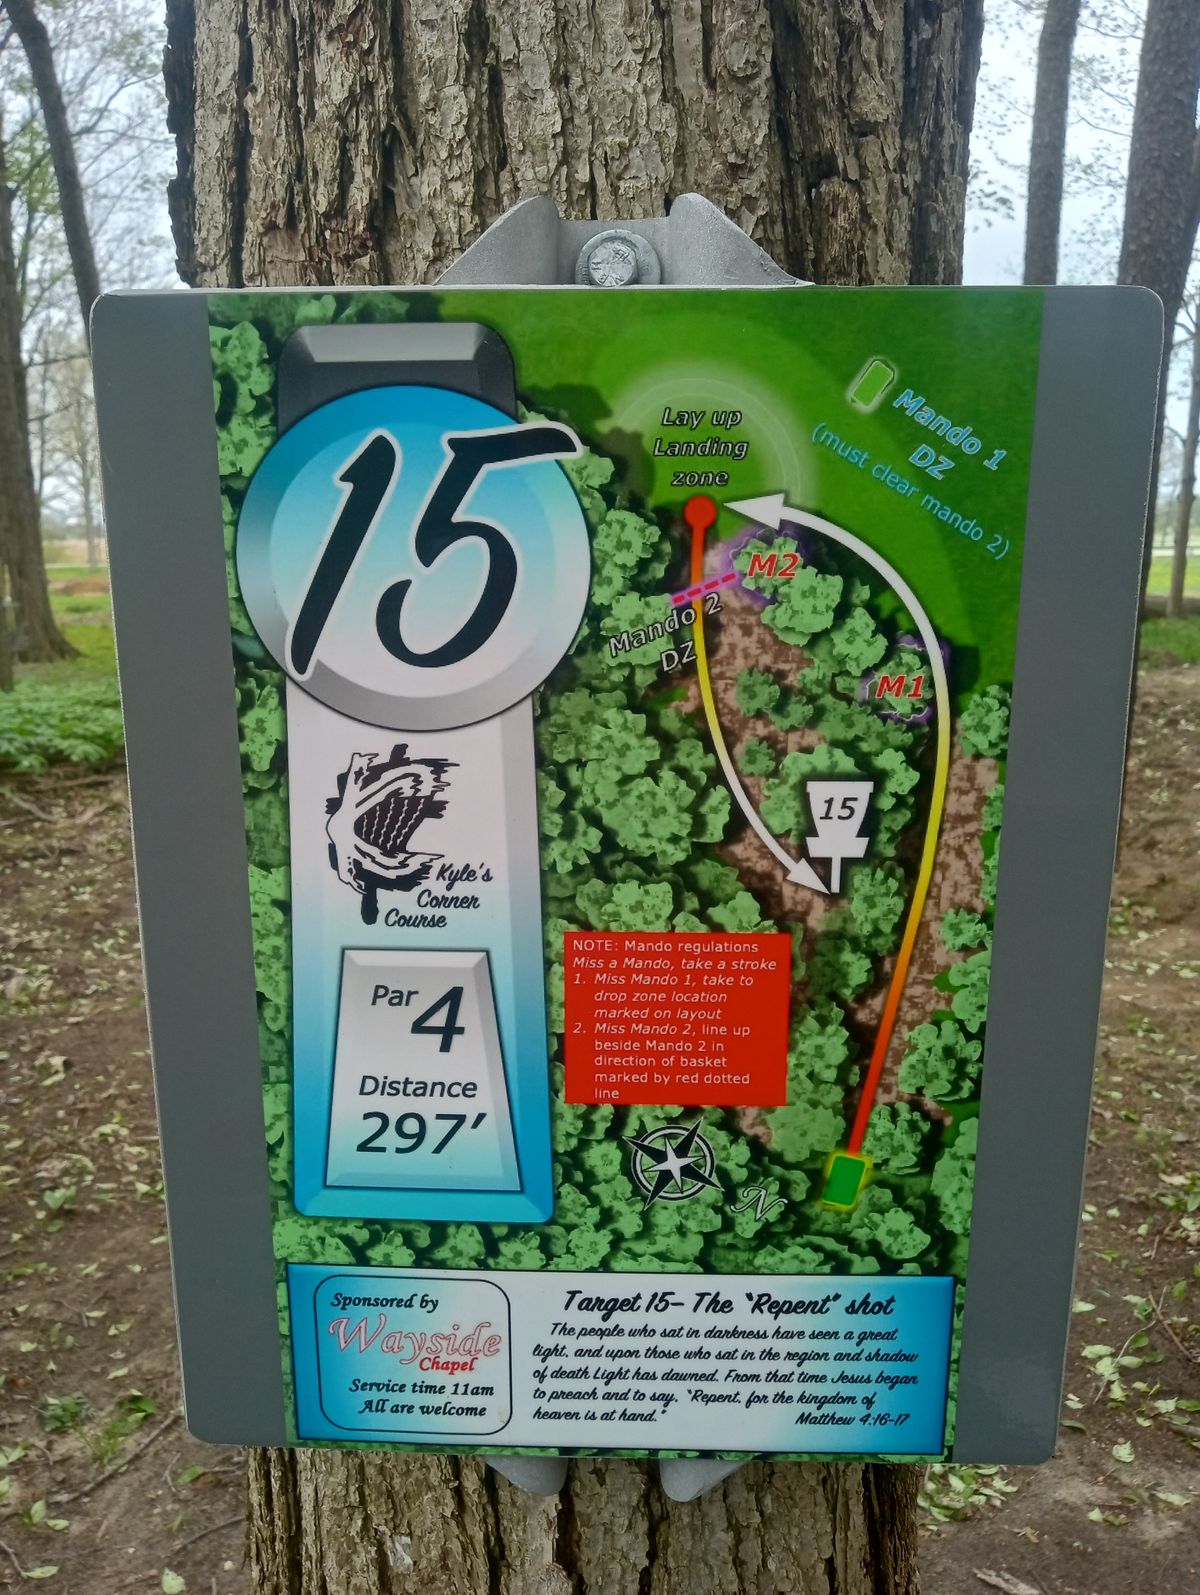 15
Kyle's
Corner
Course
Par 4
Distance
297'
Lay up
Landing
zone
Mando 1
DZ
(must clear mando 2)
M2
Mando 2
DZ
M1
15
NOTE: Mando regulations
Miss a Mando, take a stroke
1. Miss Mando 1, take to
drop zone location
marked on layout
2. Miss Mando 2, line up
beside Mando 2 in
direction of basket
marked by red dotted
line
N
Sponsored by
Wayside
Chapel
Service time 11am
All are welcome
Target 15- The "Repent" shot
The people who sat in darkness have seen a great
light, and upon those who sat in the region and shadow
of death Light has dawned. From that time Jesus began
to preach and to say, "Repent, for the kingdom of
heaven is at hand."
Matthew 4:16-17